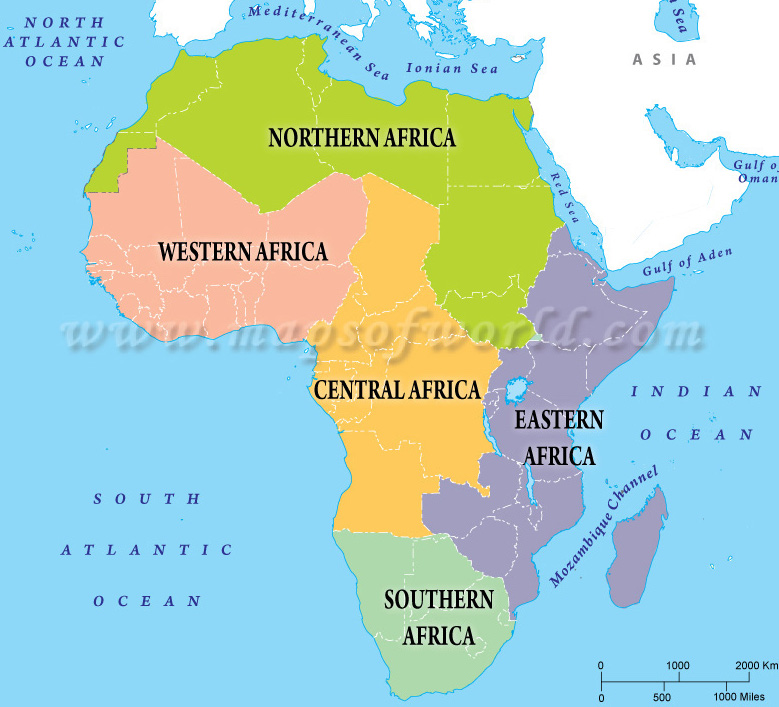 NORTH
ATLANTIC
OCEAN
Mediterranean Sea
Ionian Sea
Sea
ASIA
NORTHERN AFRICA
Red Sea
Gulf o
Oman
WESTERN AFRICA
Gulf of Aden
www.mapsofworld.com
CENTRAL AFRICA
INDIAN
OCEAN
EASTERN
AFRICA
Mozambique Channel
SOUTH
ATLANTIC
OCEAN
SOUTHERN
AFRICA
0 1000 2000 Km
0 500 1000 Miles